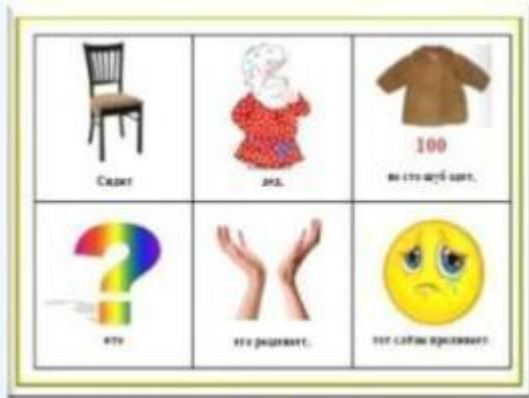 Сидит
дед,
100
во сто шуб одет,
кто
его раздевает,
тот слёзы проливает